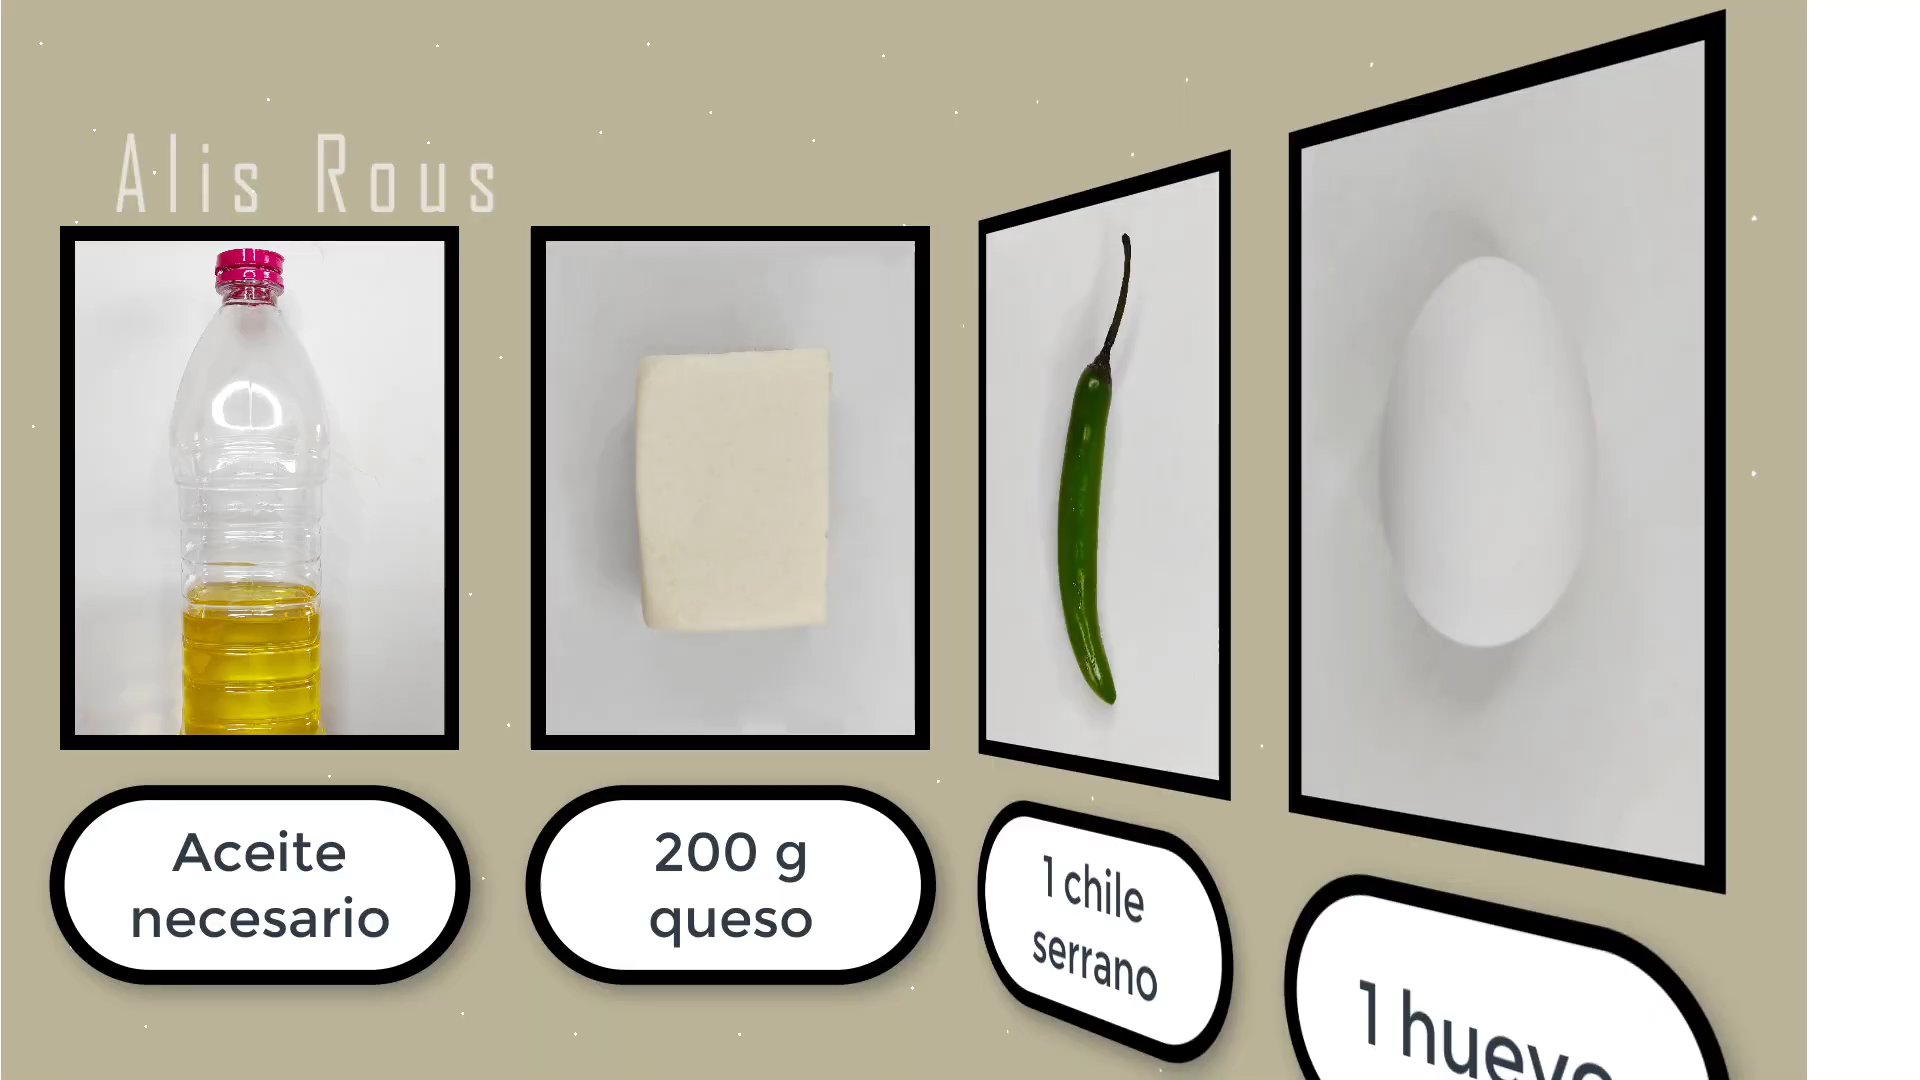 Alis Rous
Aceite
necesario
200 g
queso
1 chile
serrano
1 huevo